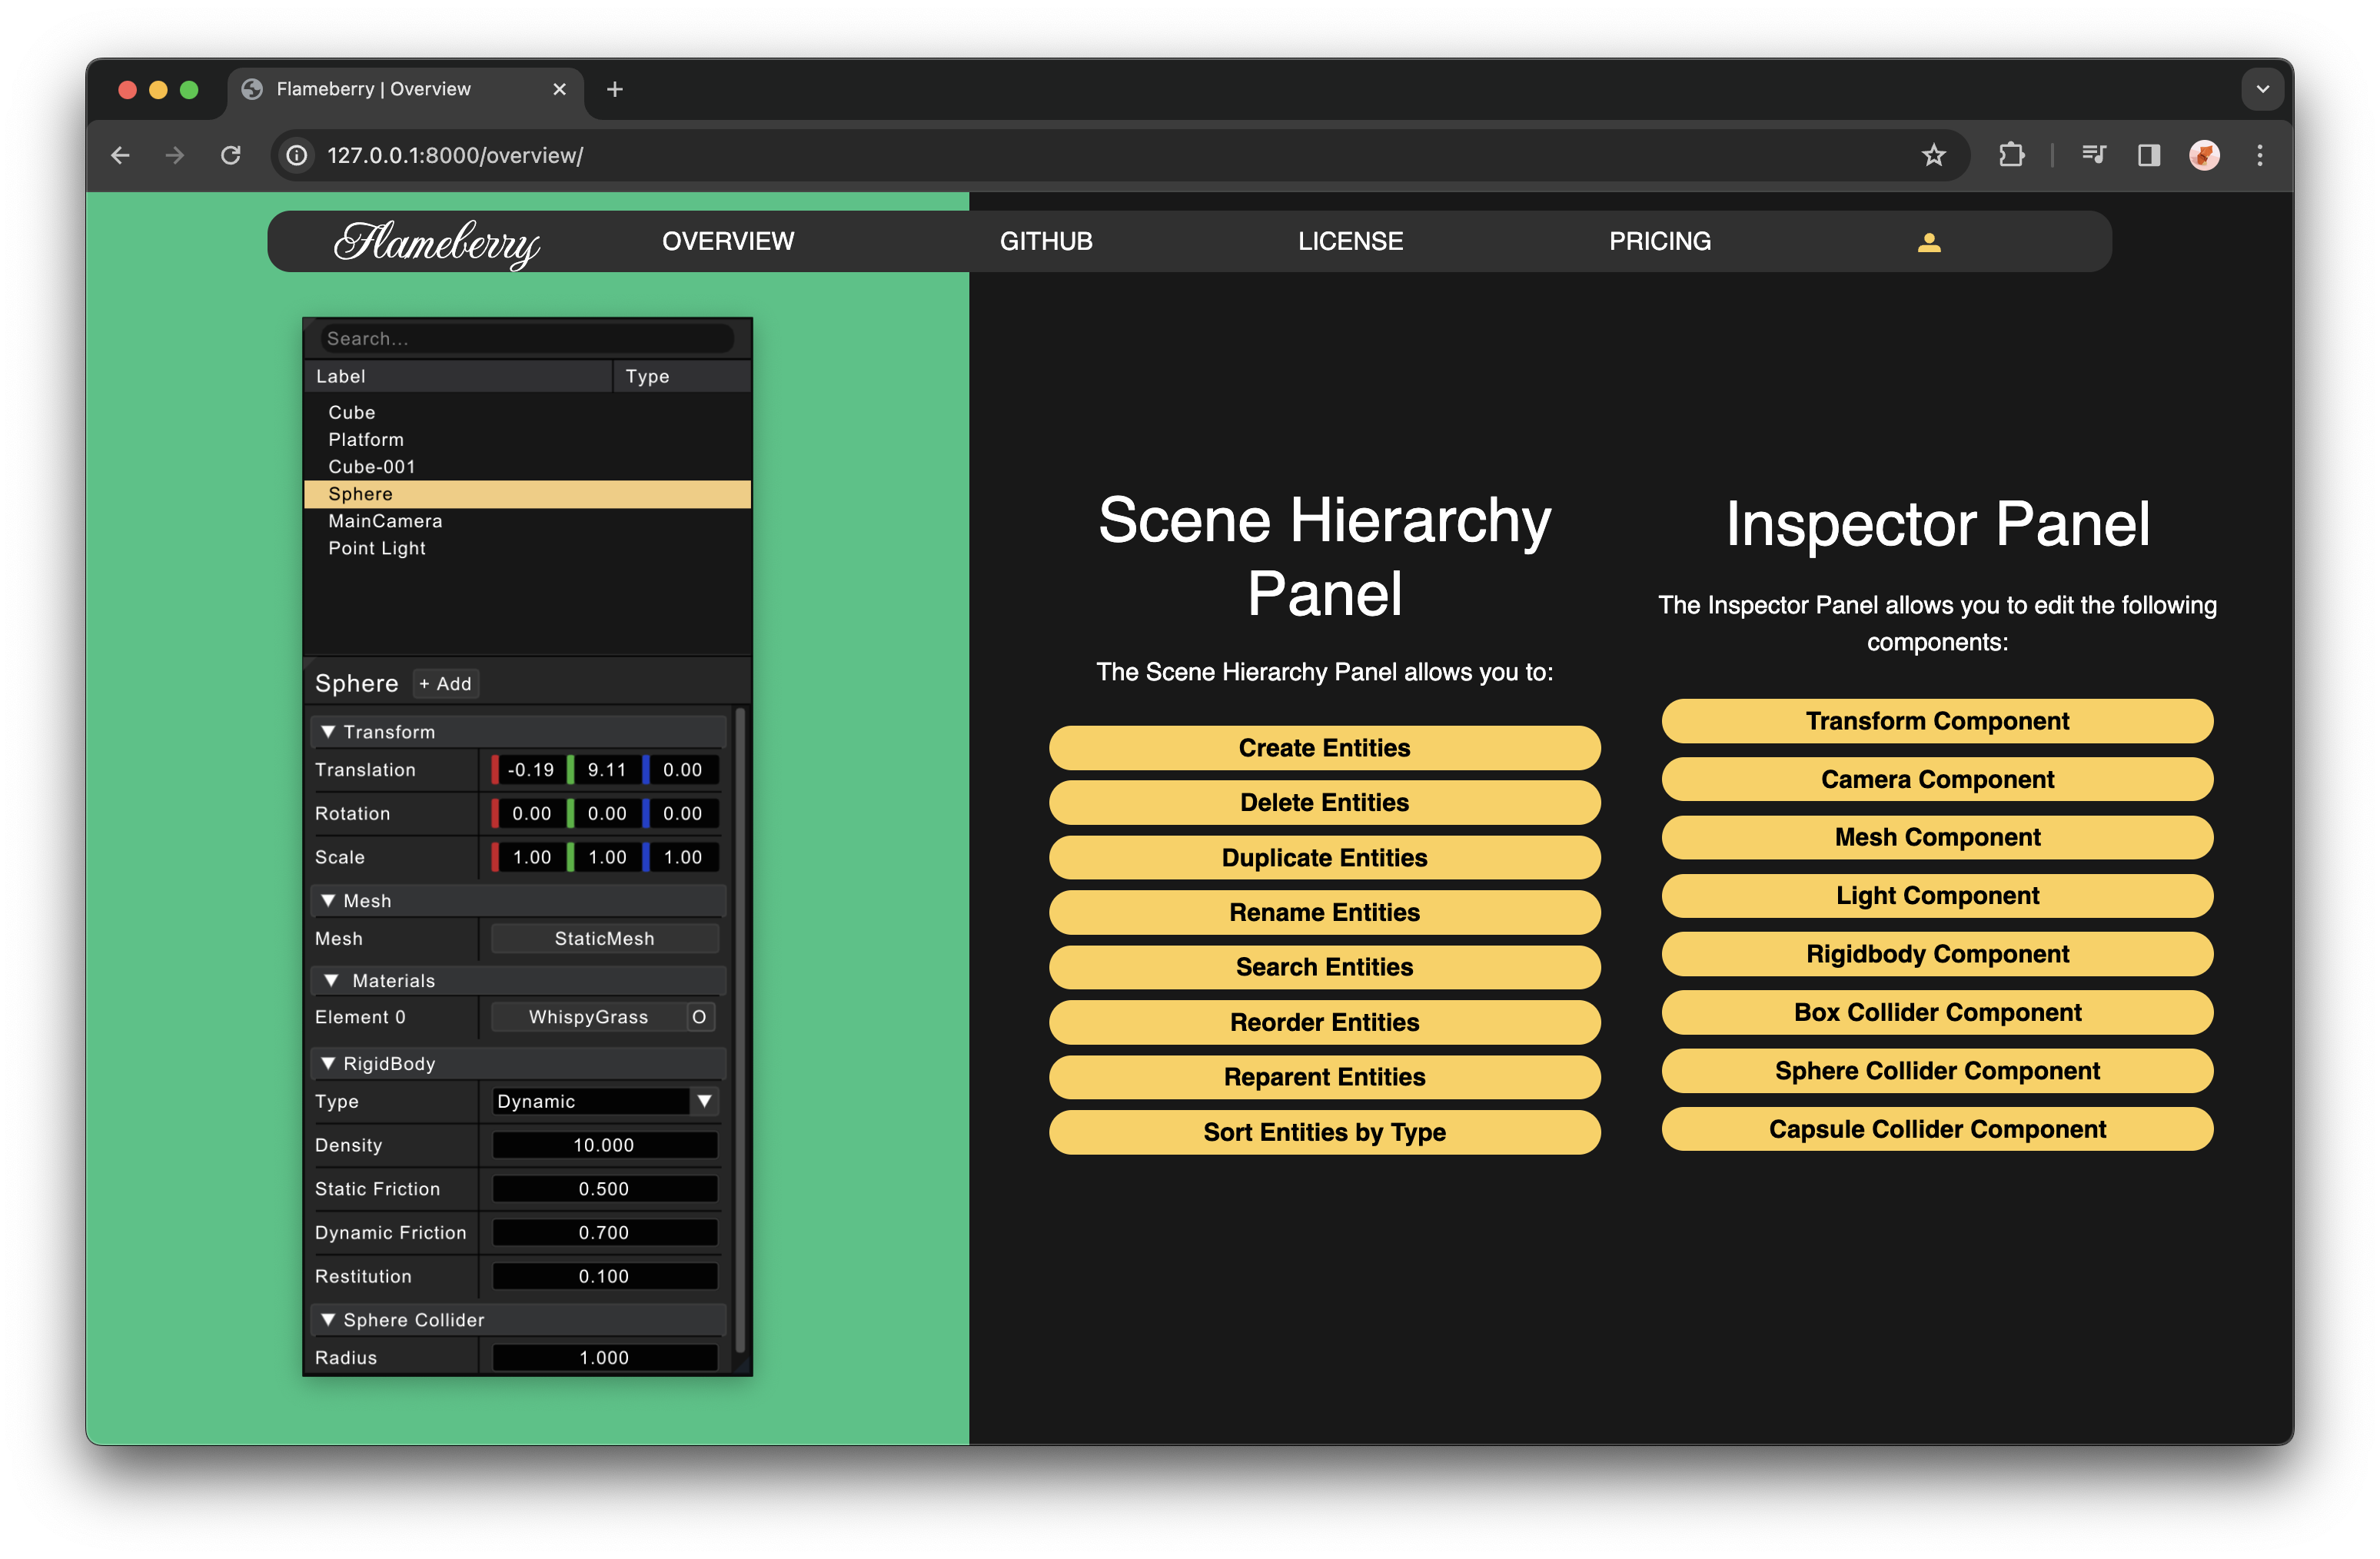 Flameberry | Overview
127.0.0.1:8000/overview/
Flameberry OVERVIEW GITHUB LICENSE PRICING
Search...
Label Type
Cube
Platform
Cube-001
Sphere
MainCamera
Point Light
Sphere + Add
Transform
Translation -0.19 9.11 0.00
Rotation 0.00 0.00 0.00
Scale 1.00 1.00 1.00
Mesh
Mesh StaticMesh
Materials
Element 0 WhispyGrass O
RigidBody
Type Dynamic
Density 10.000
Static Friction 0.500
Dynamic Friction 0.700
Restitution 0.100
Sphere Collider
Radius 1.000
Scene Hierarchy
Panel
The Scene Hierarchy Panel allows you to:
Create Entities
Delete Entities
Duplicate Entities
Rename Entities
Search Entities
Reorder Entities
Reparent Entities
Sort Entities by Type
Inspector Panel
The Inspector Panel allows you to edit the following
components:
Transform Component
Camera Component
Mesh Component
Light Component
Rigidbody Component
Box Collider Component
Sphere Collider Component
Capsule Collider Component